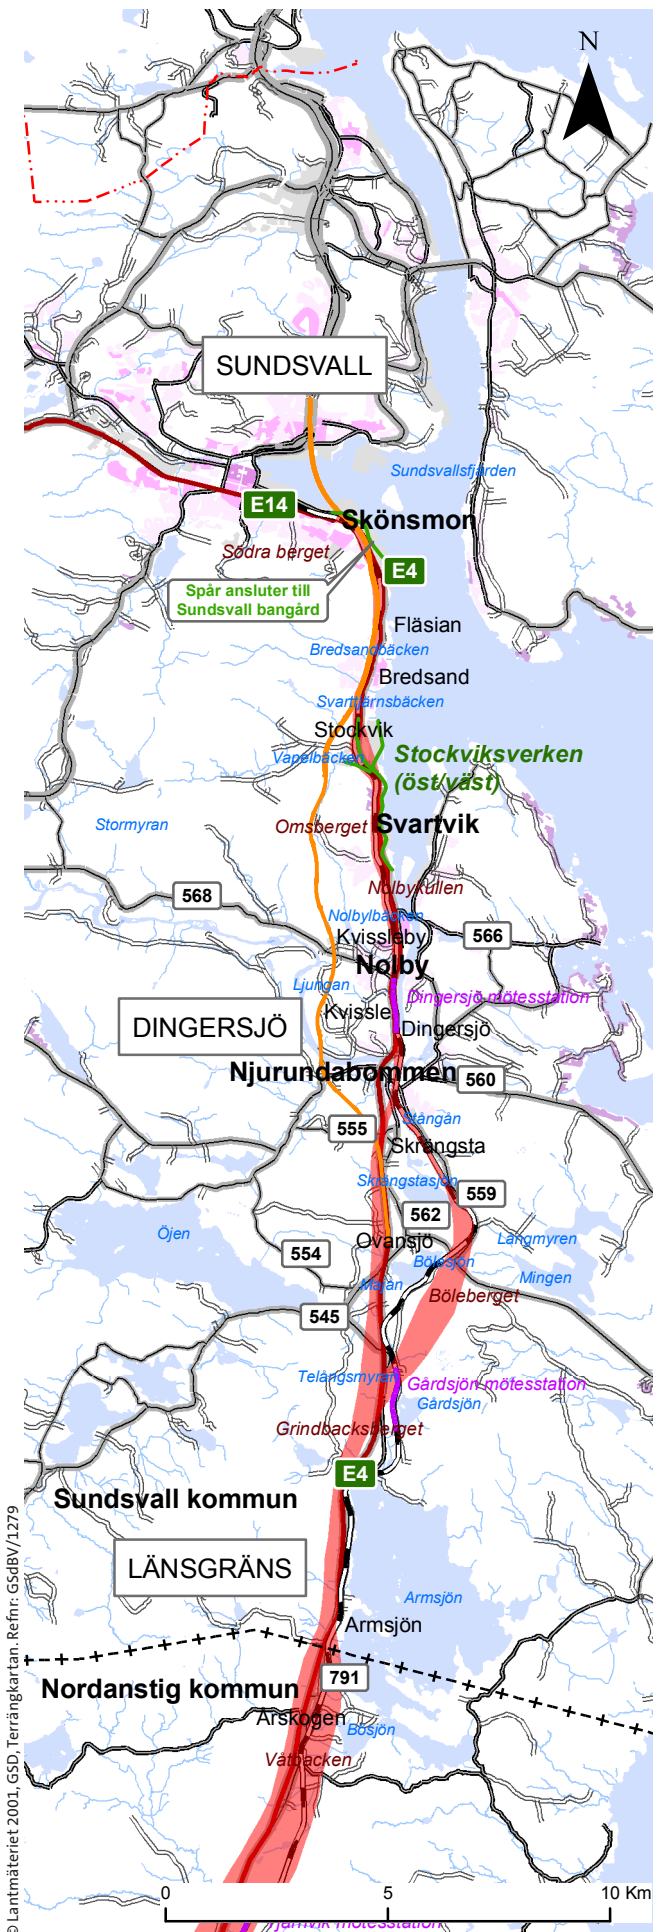 N
SUNDSVALL
Sundsvallsfjärden
E14
Skönsmon
Södra berget
E4
Spår ansluter till
Sundsvall bangård
Fläsian
Bredsandbäcken
Bredsand
Svarttjärnsbäcken
Stockvik
Vapelbäcken
Stockviksverken
(öst/väst)
Stormyran
Omsberget
Svartvik
Nolbykullen
568
Nolbybäcken
566
Kvissleby
Nolby
Ljungan
Dingersjö mötesstation
Kvissle
DINGERSJÖ
Dingersjö
Njurundabommen
560
Stångån
555
Skrängsta
Skrängstasjön
559
562
Öjen
Ovansjö
Långmyren
554
Bölesjön
Mingen
Majån
Böleberget
545
Telångsmyran
Gårdsjön mötesstation
Gårdsjön
Grindbacksberget
E4
Sundsvall kommun
LÄNSGRÄNS
Armsjön
Armsjön
791
Nordanstig kommun
Årskogen
Bösjön
Våtbacken
0 5 10 Km
mötesstation
© Lantmäteriet 2001, GSD, Terrängkartan. Refnr: GSdBV/1279